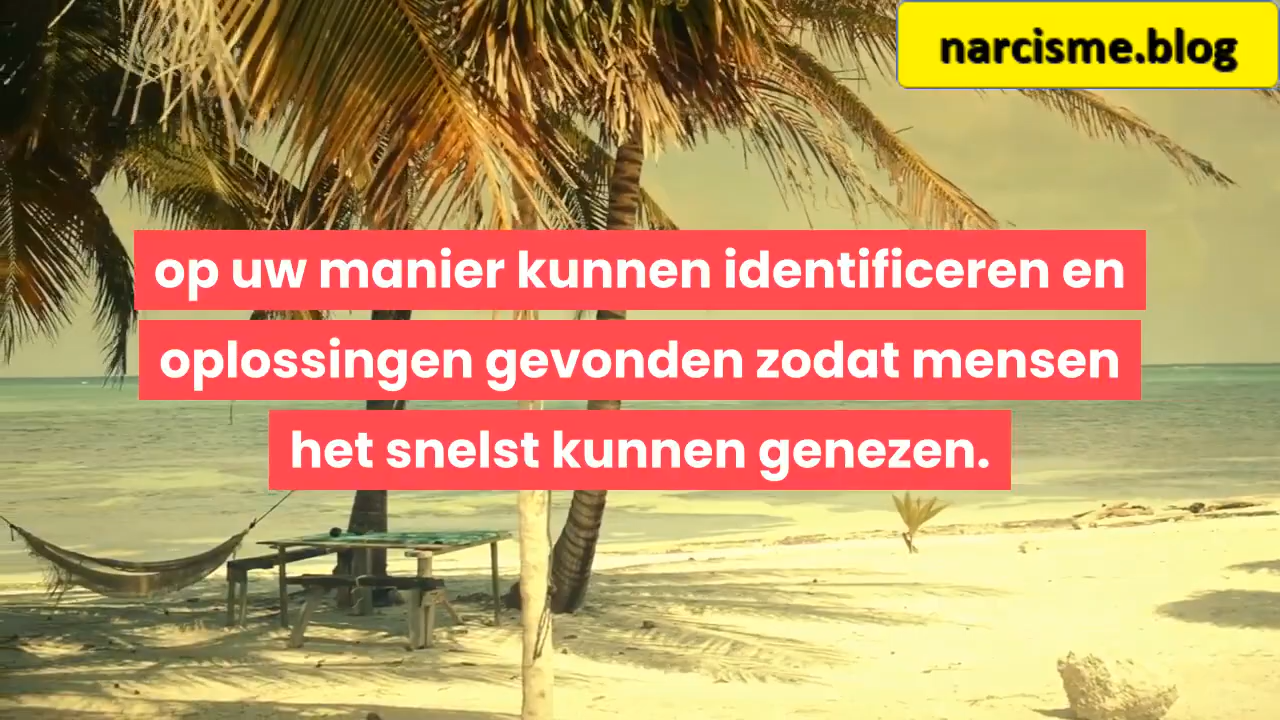 narcisme.blog
op uw manier kunnen identificeren en
oplossingen gevonden zodat mensen
het snelst kunnen genezen.